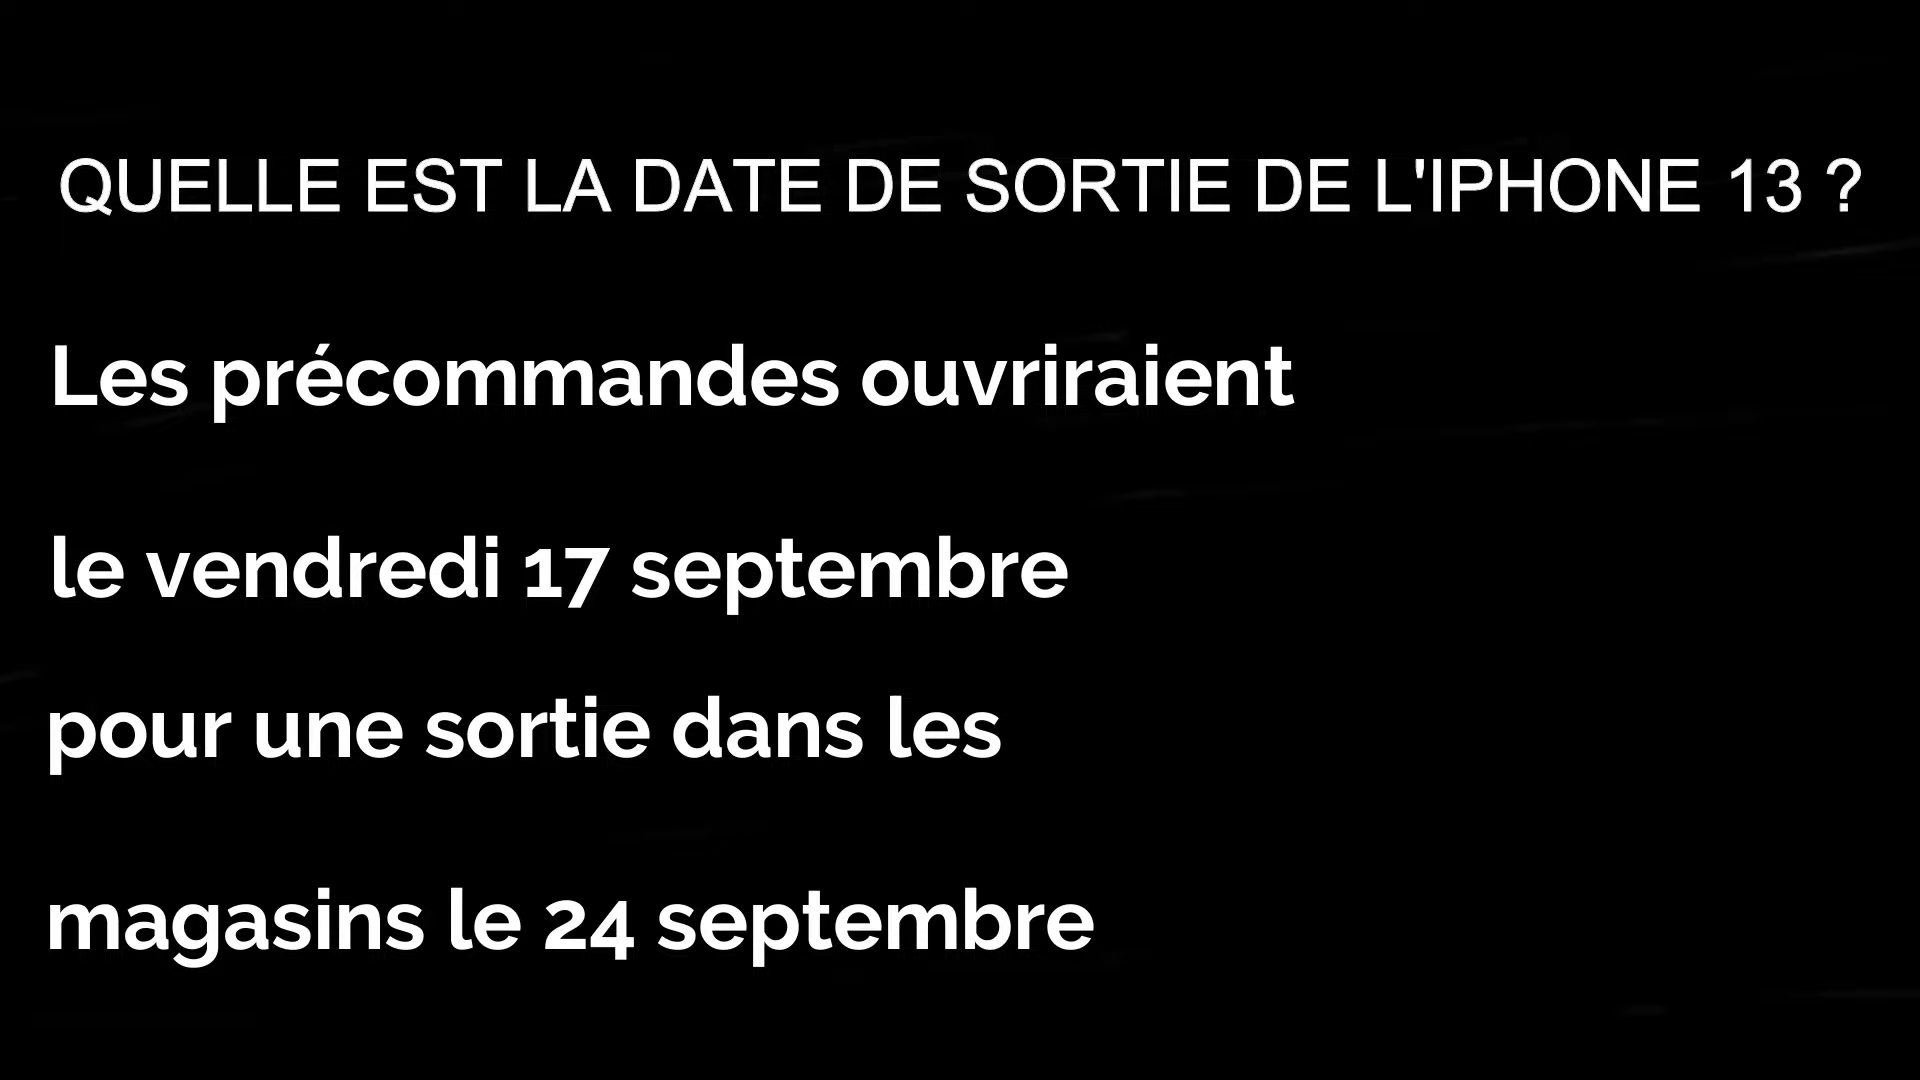 QUELLE EST LA DATE DE SORTIE DE L'IPHONE 13 ?
Les précommandes ouvriraient
le vendredi 17 septembre
pour une sortie dans les
magasins le 24 septembre